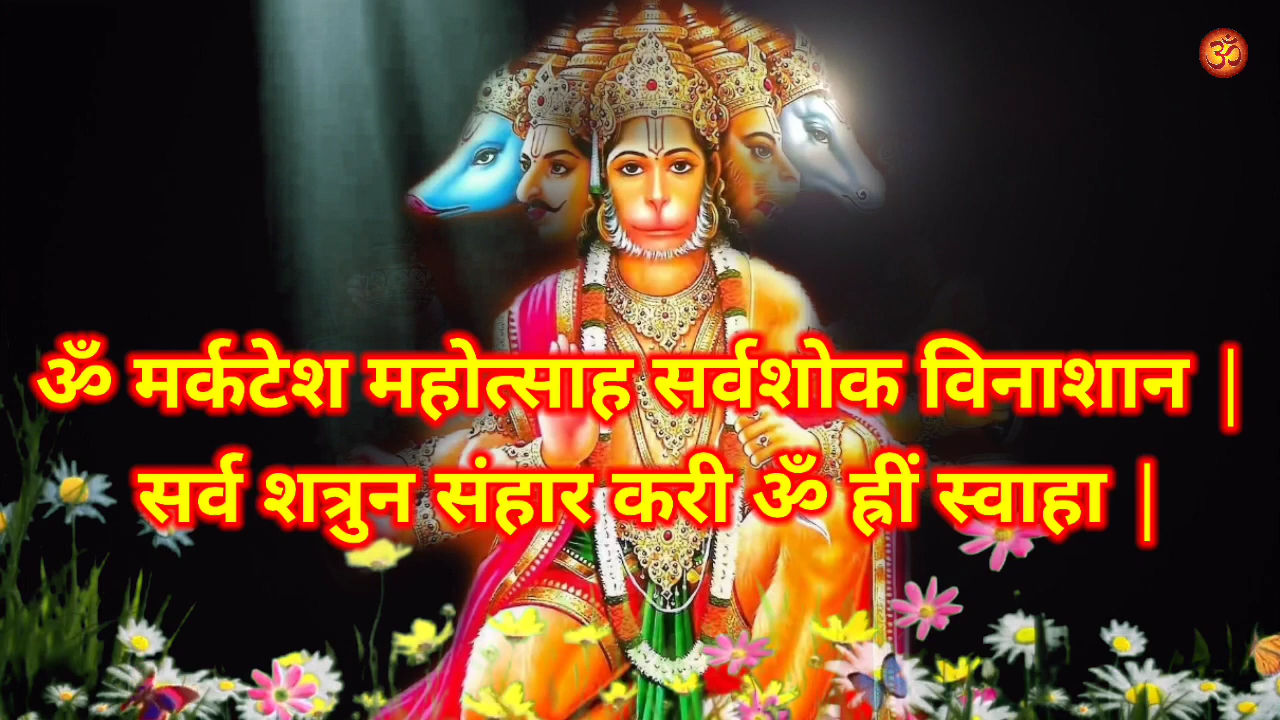 ॐ
ॐ मर्कटेश महोत्साह सर्वशोक विनाशान |
सर्व शत्रुन संहार करी ॐ ह्रीं स्वाहा |